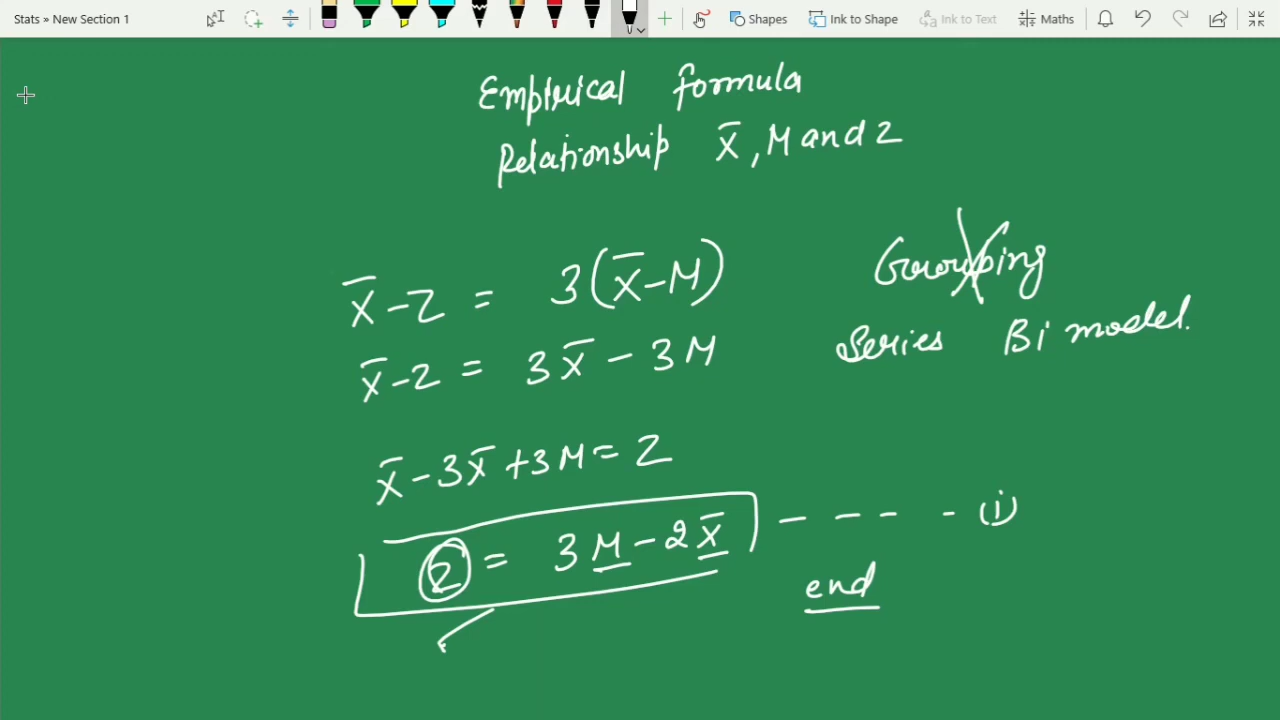 Stats » New Section 1
Shapes
Ink to Shape
Ink to Text
Maths
Empirical formula
Relationship X̄, M and Z
X̄ - Z = 3(X̄ - M)
Grouping
X̄ - Z = 3X̄ - 3M
Series Bi model.
X̄ - 3X̄ + 3M = Z
Z = 3M - 2X̄ - - - - - (i)
end